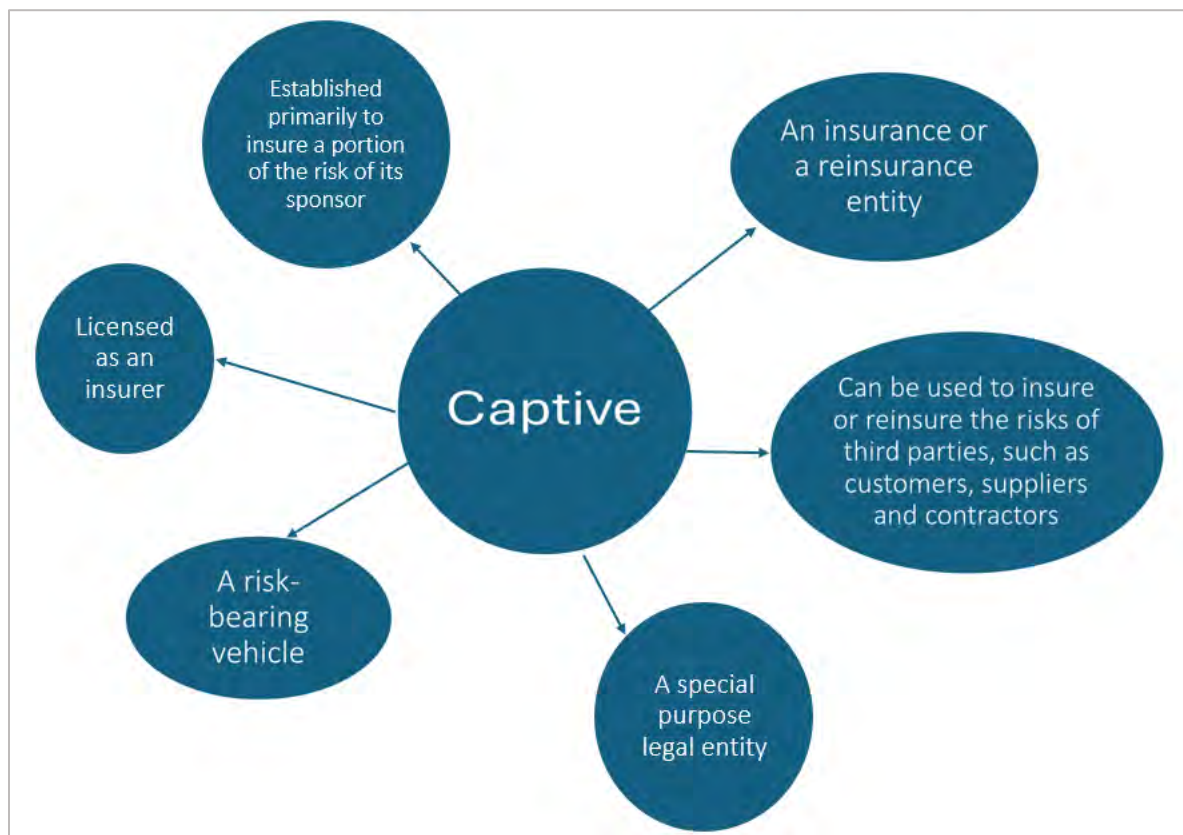 Established
primarily to
insure a portion
of the risk of its
sponsor
An insurance or
a reinsurance
entity
Licensed
as an
insurer
Captive
Can be used to insure
or reinsure the risks of
third parties, such as
customers, suppliers
and contractors
A risk-
bearing
vehicle
A special
purpose
legal entity